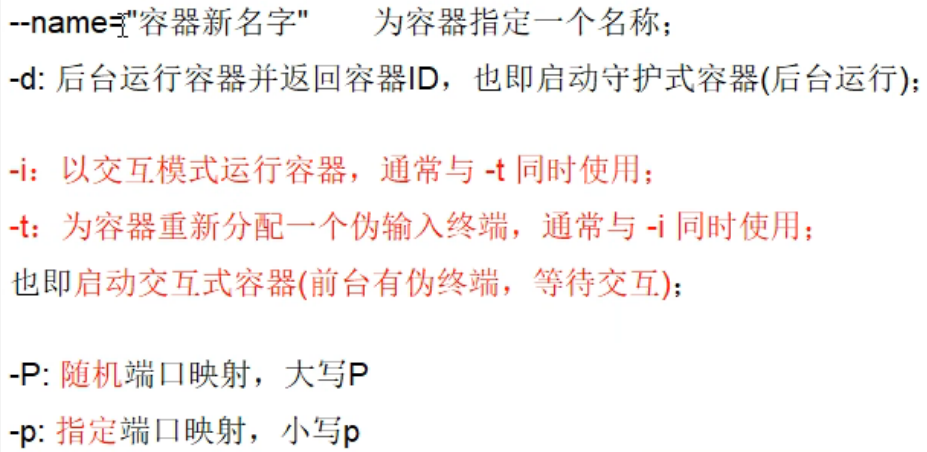 --name="容器新名字" 为容器指定一个名称；
-d: 后台运行容器并返回容器ID，也即启动守护式容器(后台运行)；
-i：以交互模式运行容器，通常与 -t 同时使用；
-t：为容器重新分配一个伪输入终端，通常与 -i 同时使用；
也即启动交互式容器(前台有伪终端，等待交互)；
-P: 随机端口映射，大写P
-p: 指定端口映射，小写p